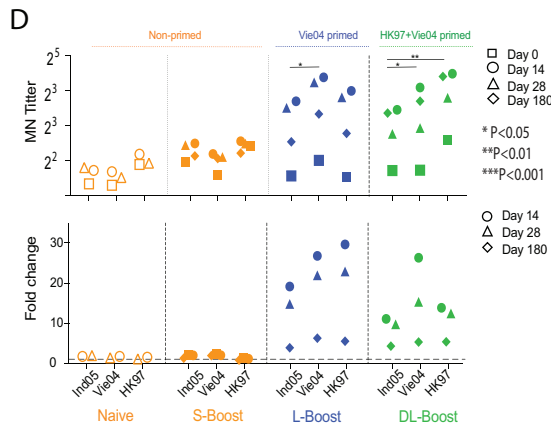 D
Non-primed Vie04 primed HK97+Vie04 primed
MN Titter
2^5
2^3
2^3
2^2
* * **
Day 0
Day 14
Day 28
Day 180
* P<0.05
**P<0.01
***P<0.001
Fold change
30
20
10
0
Day 14
Day 28
Day 180
Ind05 Vie04 HK97 Ind05 Vie04 HK97 Ind05 Vie04 HK97 Ind05 Vie04 HK97
Naive S-Boost L-Boost DL-Boost